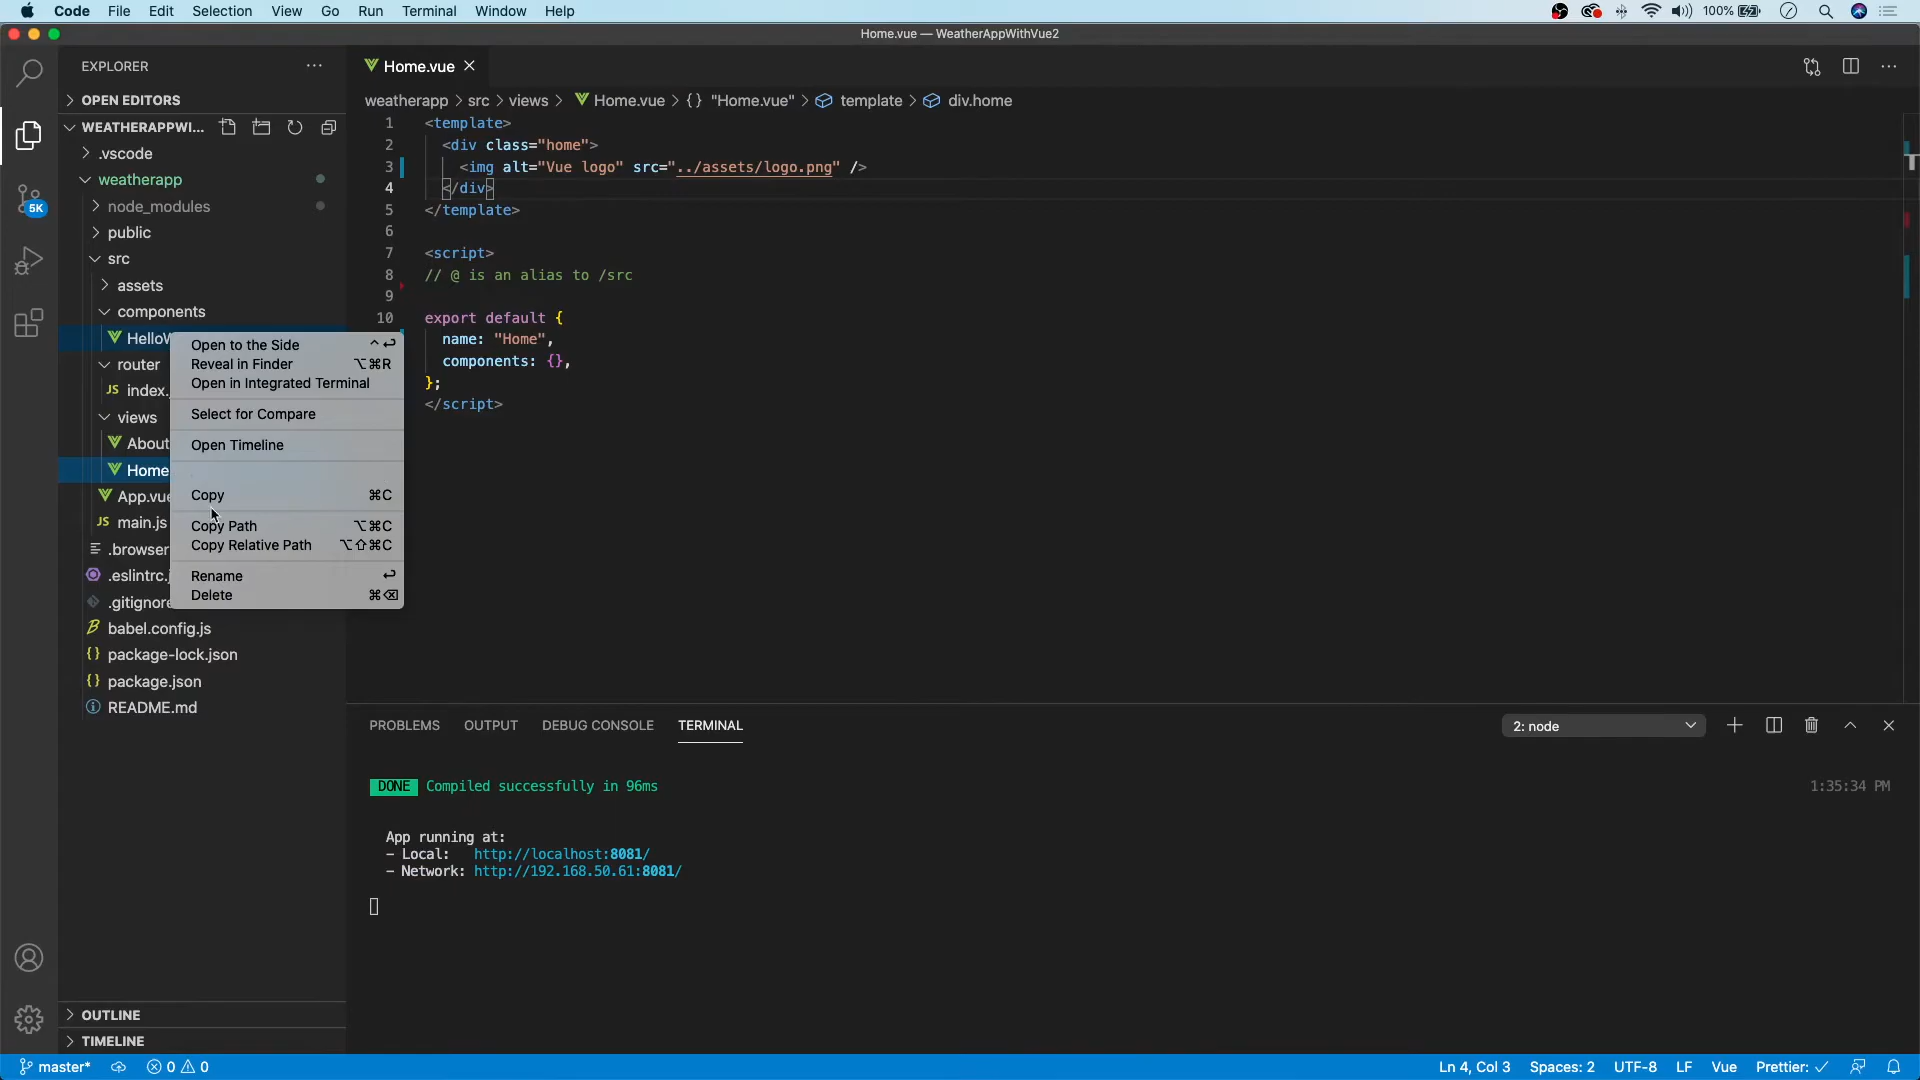 Code File Edit Selection View Go Run Terminal Window Help
100%
Home.vue — WeatherAppWithVue2
EXPLORER
OPEN EDITORS
WEATHERAPPWI...
.vscode
weatherapp
node_modules
public
src
assets
components
HelloW
router
index.
views
About
Home
App.vue
main.js
.browser
.eslintrc.j
.gitignore
babel.config.js
package-lock.json
package.json
README.md
OUTLINE
TIMELINE
5K
Open to the Side ^↩
Reveal in Finder ⌥⌘R
Open in Integrated Terminal
Select for Compare
Open Timeline
Copy ⌘C
Copy Path ⌥⌘C
Copy Relative Path ⌥⇧⌘C
Rename ↩
Delete ⌘⌫
Home.vue
weatherapp > src > views > Home.vue > {} "Home.vue" > template > div.home
1 <template>
2 <div class="home">
3 <img alt="Vue logo" src="../assets/logo.png" />
4 </div>
5 </template>
6
7 <script>
8 // @ is an alias to /src
9
10 export default {
name: "Home",
components: {},
};
</script>
PROBLEMS OUTPUT DEBUG CONSOLE TERMINAL
2: node
DONE Compiled successfully in 96ms 1:35:34 PM
App running at:
- Local: http://localhost:8081/
- Network: http://192.168.50.61:8081/
master* 0 0 Ln 4, Col 3 Spaces: 2 UTF-8 LF Vue Prettier: ✓